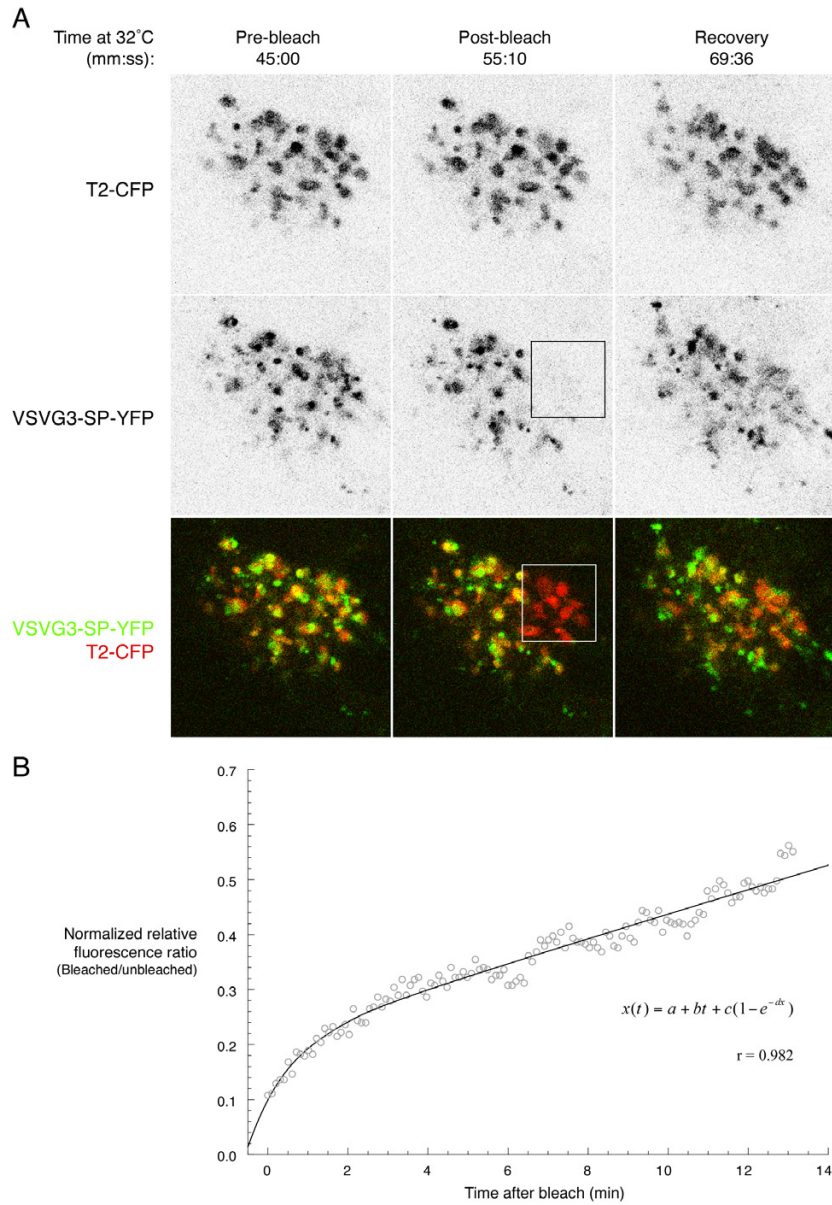 A
Time at 32˚C
(mm:ss):
Pre-bleach
45:00
Post-bleach
55:10
Recovery
69:36
T2-CFP
VSVG3-SP-YFP
VSVG3-SP-YFP
T2-CFP
B
0.7
0.6
0.5
0.4
0.3
0.2
0.1
0.0
Normalized relative
fluorescence ratio
(Bleached/unbleached)
x(t) = a + bt + c(1 − e^{−dx})
r = 0.982
0 2 4 6 8 10 12 14
Time after bleach (min)